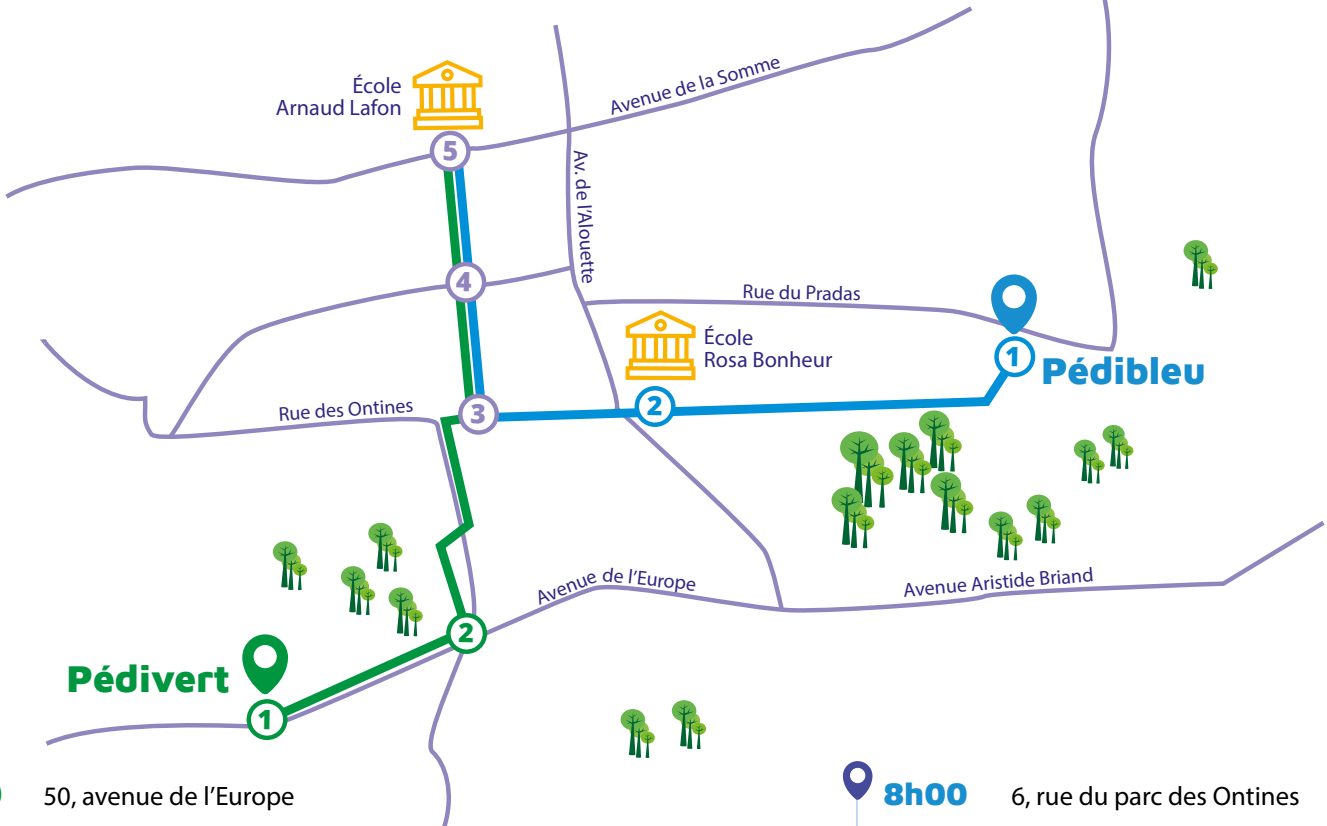 Avenue de la Somme
École
Arnaud Lafon
5
Av. de l'Alouette
4
Rue du Pradas
École
Rosa Bonheur
1
Pédibleu
2
Rue des Ontines
3
Avenue de l'Europe
Avenue Aristide Briand
2
Pédivert
1
50, avenue de l'Europe
8h00 6, rue du parc des Ontines